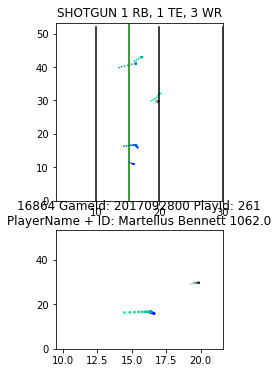 SHOTGUN 1 RB, 1 TE, 3 WR
50
40
30
20
10
0
10 20 30
16864 GameId: 2017092800 PlayId: 261
PlayerName + ID: Martellus Bennett 1062.0
40
20
0
10.0 12.5 15.0 17.5 20.0